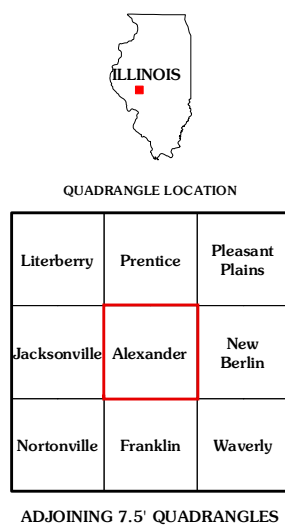 ILLINOIS
QUADRANGLE LOCATION
Literberry
Prentice
Pleasant
Plains
Jacksonville
Alexander
New
Berlin
Nortonville
Franklin
Waverly
ADJOINING 7.5' QUADRANGLES